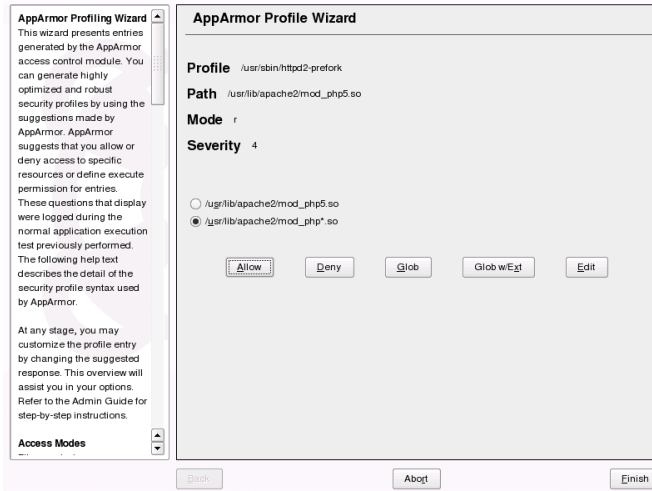 AppArmor Profiling Wizard
This wizard presents entries
generated by the AppArmor
access control module. You
can generate highly
optimized and robust
security profiles by using the
suggestions made by
AppArmor. AppArmor
suggests that you allow or
deny access to specific
resources or define execute
permission for entries.
These questions that display
were logged during the
normal application execution
test previously performed.
The following help text
describes the detail of the
security profile syntax used
by AppArmor.
At any stage, you may
customize the profile entry
by changing the suggested
response. This overview will
assist you in your options.
Refer to the Admin Guide for
step-by-step instructions.
Access Modes
AppArmor Profile Wizard
Profile /usr/sbin/httpd2-prefork
Path /usr/lib/apache2/mod_php5.so
Mode r
Severity 4
/usr/lib/apache2/mod_php5.so
/usr/lib/apache2/mod_php*.so
Allow Deny Glob Glob w/Ext Edit
Back Abort Finish